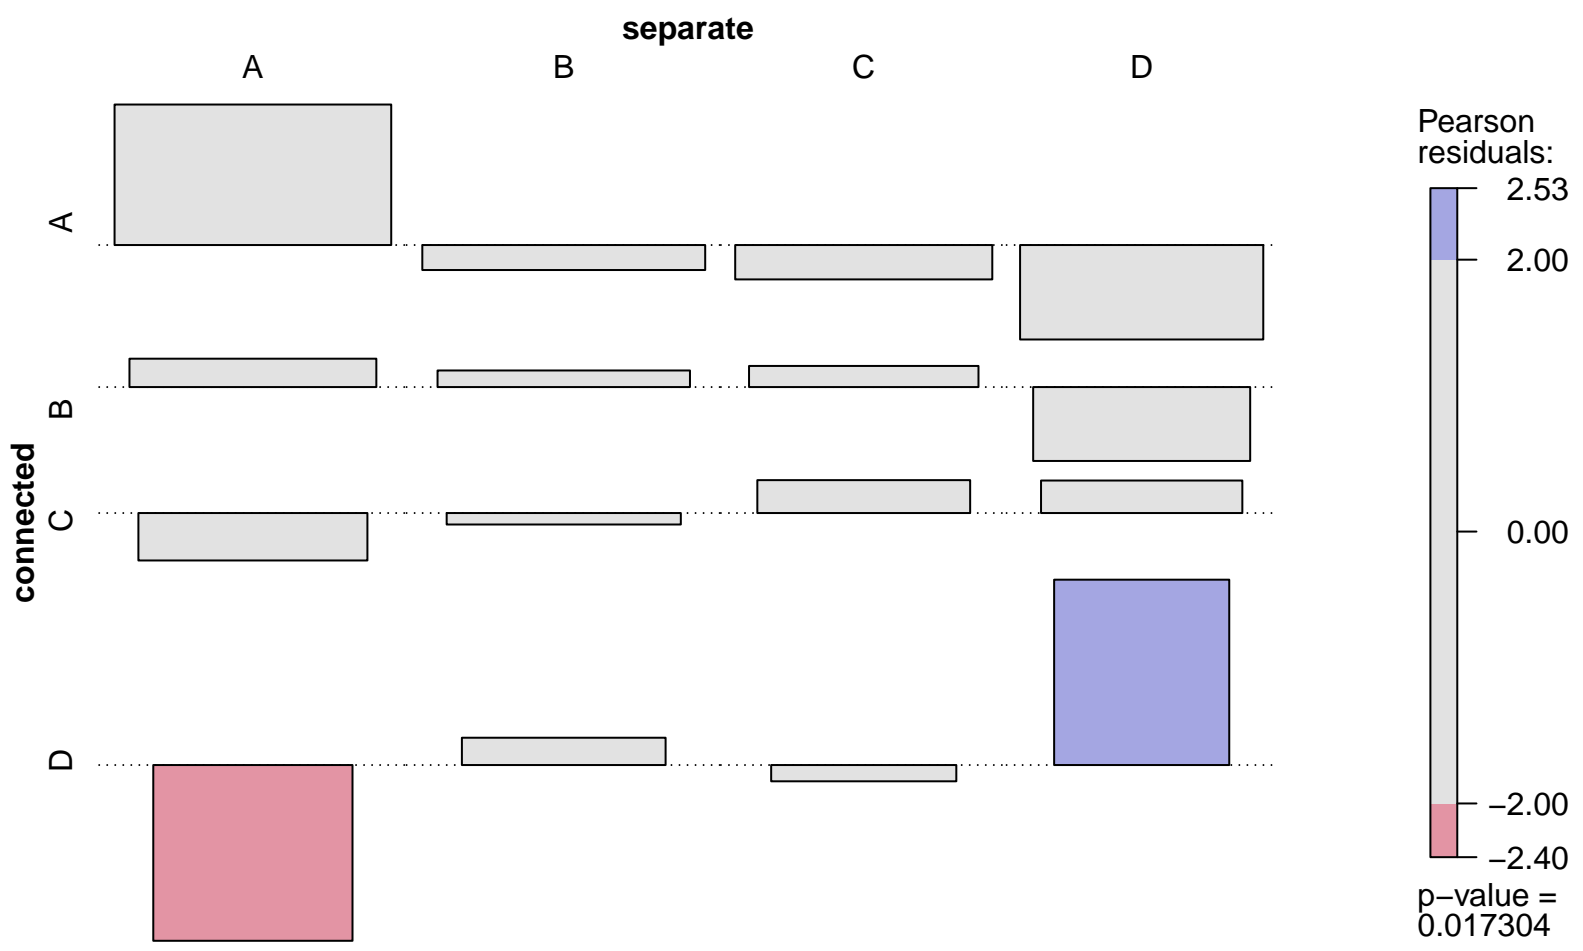 separate
A B C D
A
B
C
D
connected
Pearson
residuals:
2.53
2.00
0.00
−2.00
−2.40
p−value =
0.017304